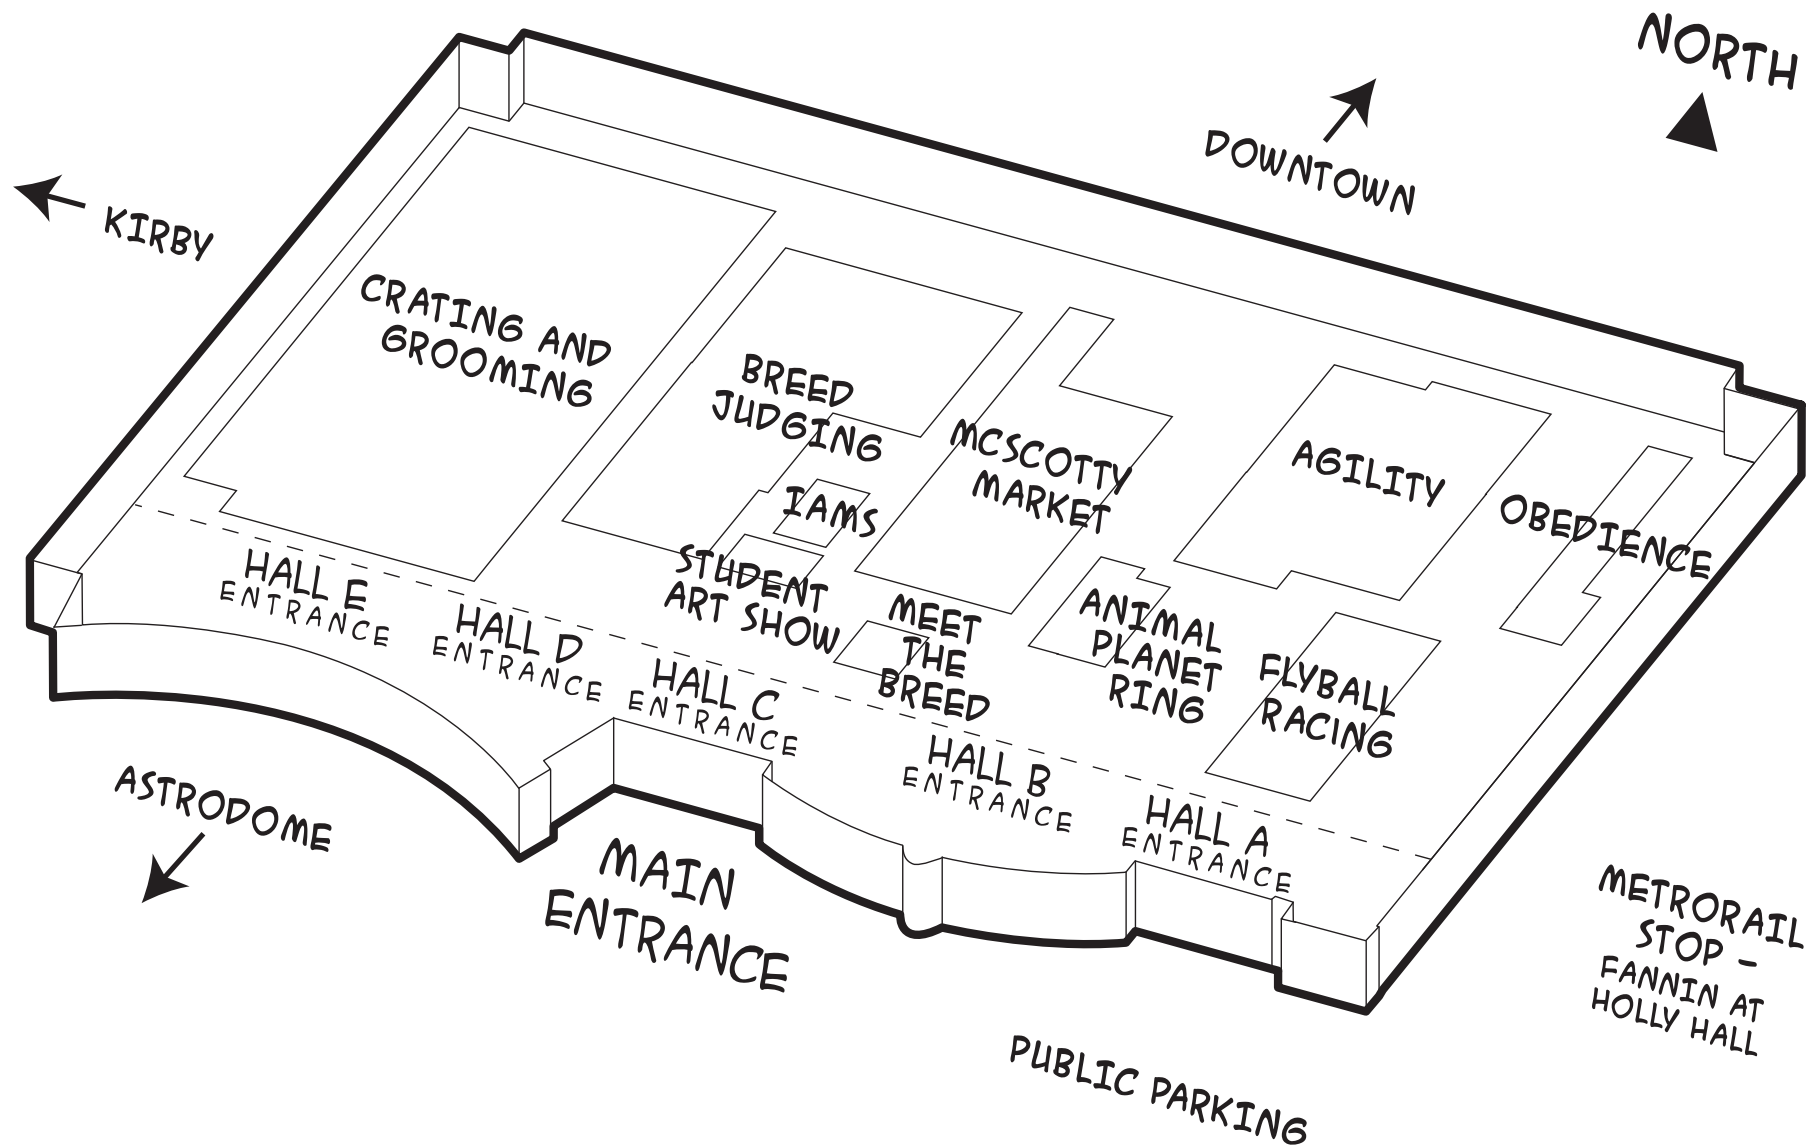 NORTH
DOWNTOWN
KIRBY
CRATING AND
GROOMING
BREED
JUDGING
MCSCOTTY
MARKET
AGILITY
IAMS
OBEDIENCE
STUDENT
ART SHOW
MEET
THE
BREED
ANIMAL
PLANET
RING
FLYBALL
RACING
HALL E
ENTRANCE
HALL D
ENTRANCE
HALL C
ENTRANCE
HALL B
ENTRANCE
HALL A
ENTRANCE
ASTRODOME
MAIN
ENTRANCE
METRORAIL
STOP –
FANNIN AT
HOLLY HALL
PUBLIC PARKING